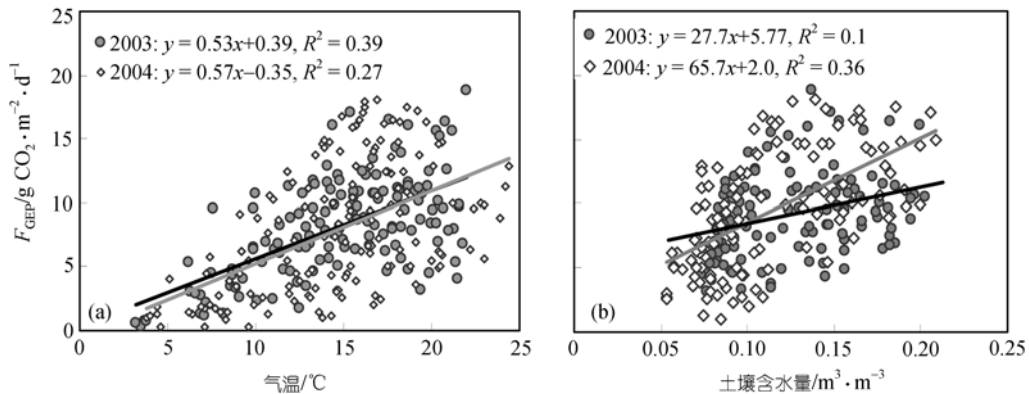 25
20
15
10
5
0
F_GEP/g CO₂·m⁻²·d⁻¹
2003: y = 0.53x+0.39, R² = 0.39
2004: y = 0.57x–0.35, R² = 0.27
(a)
0 5 10 15 20 25
气温/℃
2003: y = 27.7x+5.77, R² = 0.1
2004: y = 65.7x+2.0, R² = 0.36
(b)
0.00 0.05 0.10 0.15 0.20 0.25
土壤含水量/m³·m⁻³